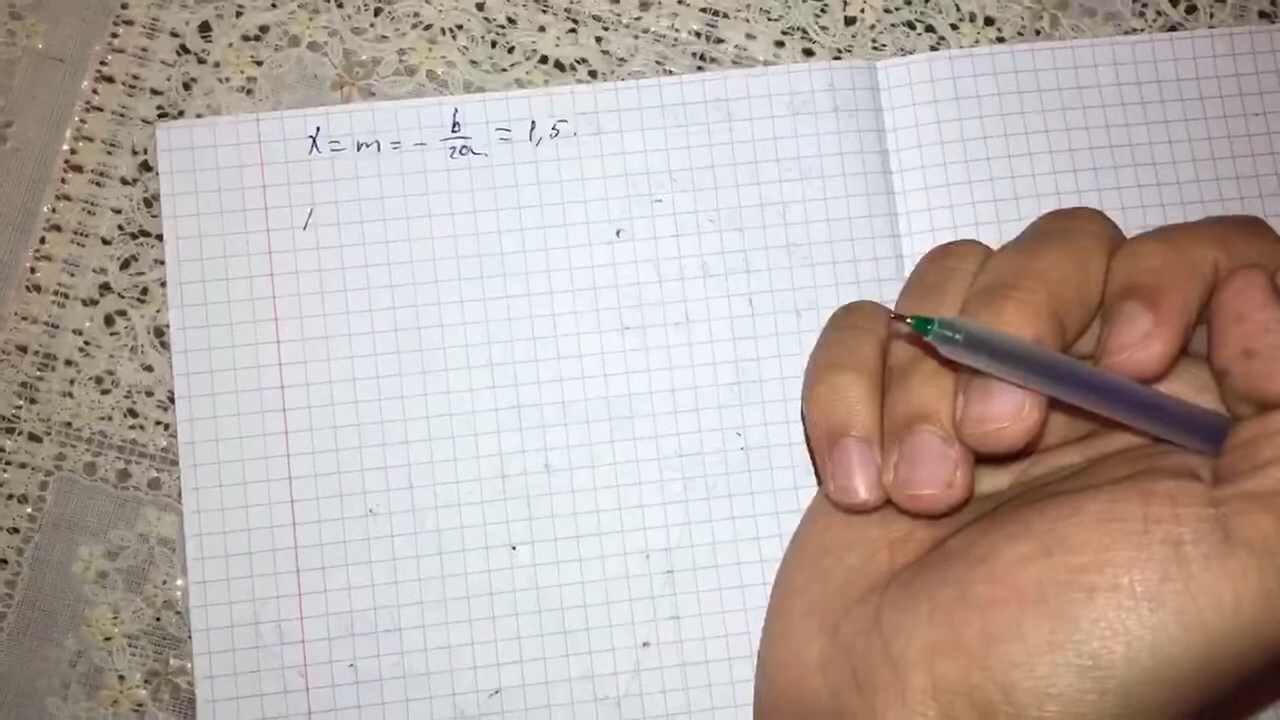 x = m = - b/2a = 1,5.